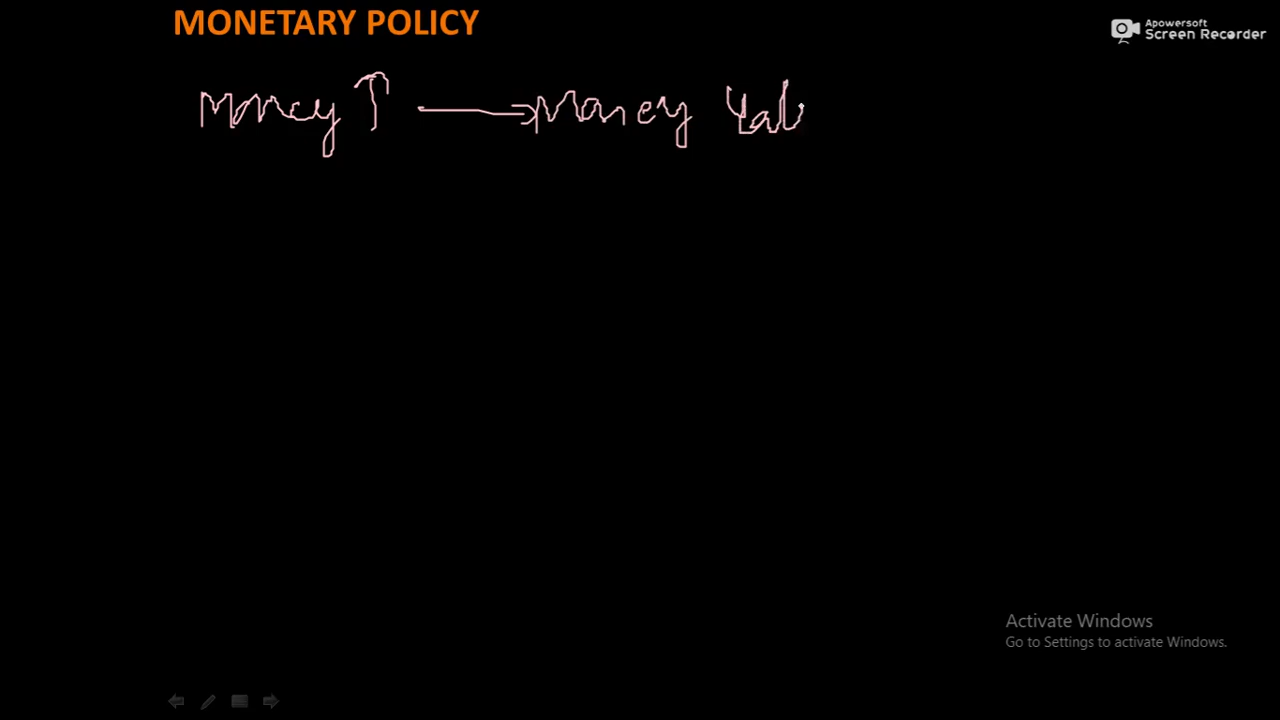 MONETARY POLICY
Apowersoft
Screen Recorder
Money ↑ → Money Val
Activate Windows
Go to Settings to activate Windows.